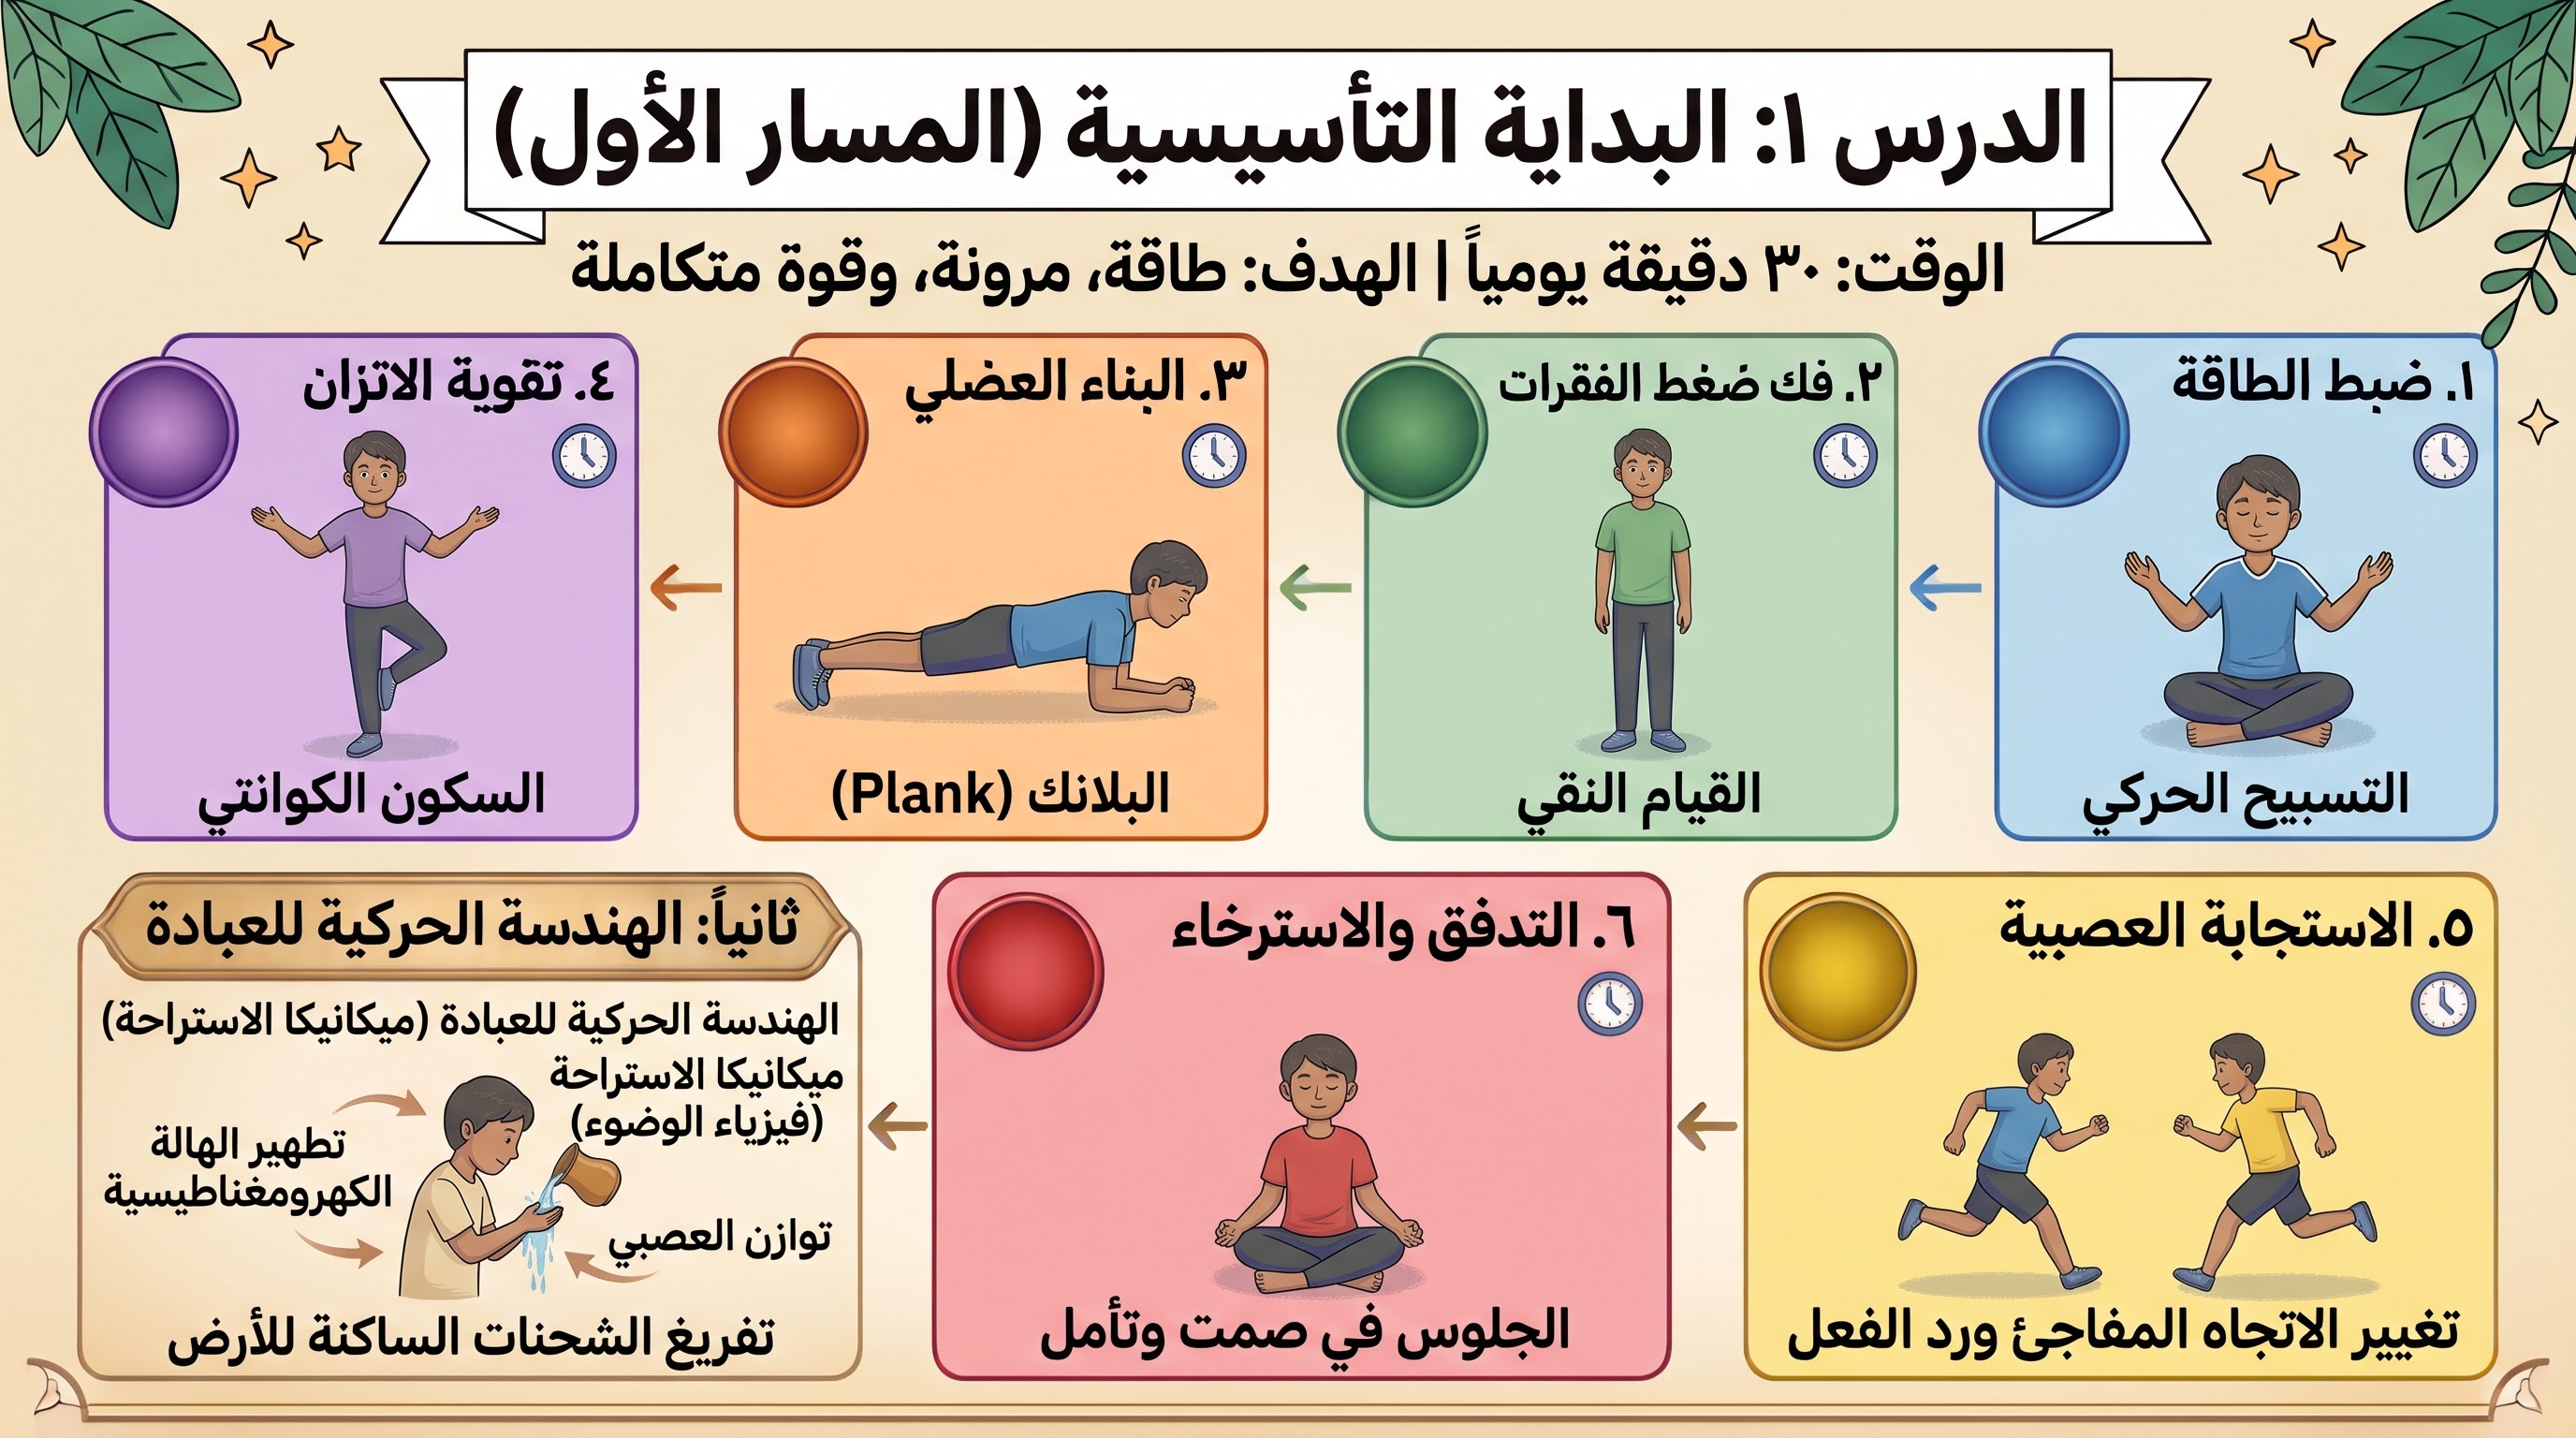 الدرس ١: البداية التأسيسية (المسار الأول)
الوقت: ٣٠ دقيقة يومياً | الهدف: طاقة، مرونة، وقوة متكاملة
١. ضبط الطاقة
التسبيح الحركي
٢. فك ضغط الفقرات
القيام النقي
٣. البناء العضلي
البلانك (Plank)
٤. تقوية الاتزان
السكون الكوانتي
٥. الاستجابة العصبية
تغيير الاتجاه المفاجئ ورد الفعل
٦. التدفق والاسترخاء
الجلوس في صمت وتأمل
ثانياً: الهندسة الحركية للعبادة
الهندسة الحركية للعبادة (ميكانيكا الاستراحة)
ميكانيكا الاستراحة
(فيزياء الوضوء)
تطهير الهالة
الكهرومغناطيسية
توازن العصبي
تفريغ الشحنات الساكنة للأرض